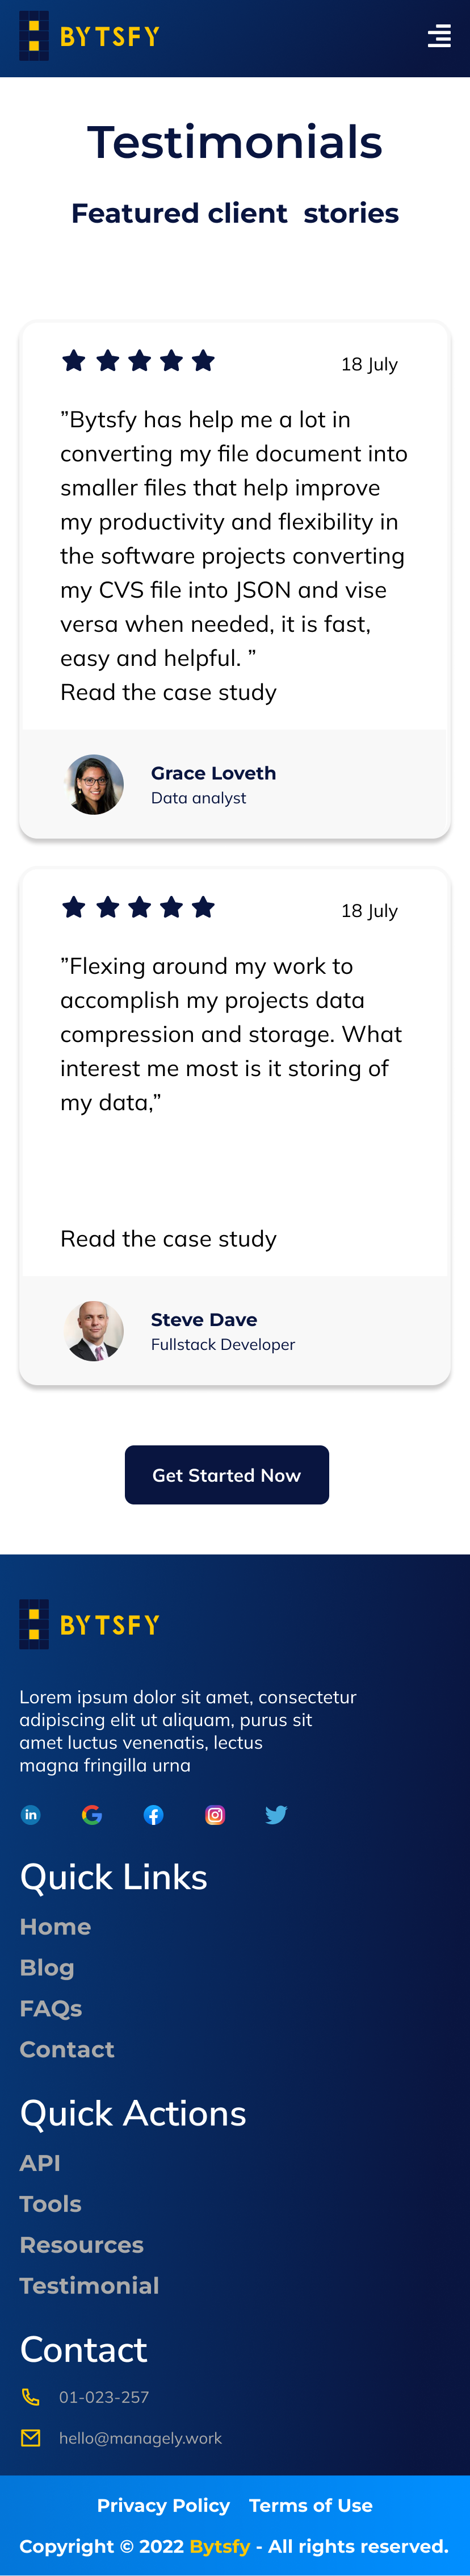 BYTSFY
Testimonials
Featured client stories
18 July
”Bytsfy has help me a lot in
converting my file document into
smaller files that help improve
my productivity and flexibility in
the software projects converting
my CVS file into JSON and vise
versa when needed, it is fast,
easy and helpful. ”
Read the case study
Grace Loveth
Data analyst
18 July
”Flexing around my work to
accomplish my projects data
compression and storage. What
interest me most is it storing of
my data,”
Read the case study
Steve Dave
Fullstack Developer
Get Started Now
BYTSFY
Lorem ipsum dolor sit amet, consectetur
adipiscing elit ut aliquam, purus sit
amet luctus venenatis, lectus
magna fringilla urna
in G f
Quick Links
Home
Blog
FAQs
Contact
Quick Actions
API
Tools
Resources
Testimonial
Contact
01-023-257
hello@managely.work
Privacy Policy Terms of Use
Copyright © 2022 Bytsfy - All rights reserved.